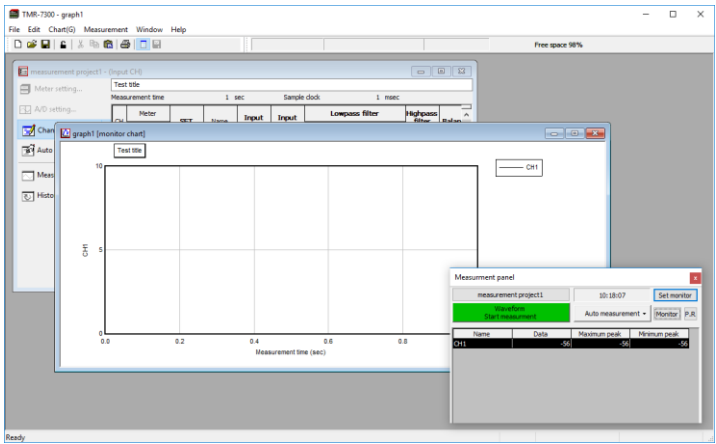 TMR-7300 - graph1
File Edit Chart(G) Measurement Window Help
Free space 98%
measurement project1 - (Input CH)
Meter setting...
Test title
Measurement time 1 sec Sample clock 1 msec
A/D setting...
Meter Input Input Lowpass filter Highpass
CH SET Name filter Balan
Chan
graph1 [monitor chart]
Auto
Test title
Meas
Histo
CH1
10
5
0
CH1
0.0 0.2 0.4 0.6 0.8
Measurement time (sec)
Measurment panel
measurement project1 10:18:07 Set monitor
Waveform
Start measurment
Auto measurement Monitor P.R
Name Data Maximum peak Minimum peak
CH1 -56 -56 -56
Ready